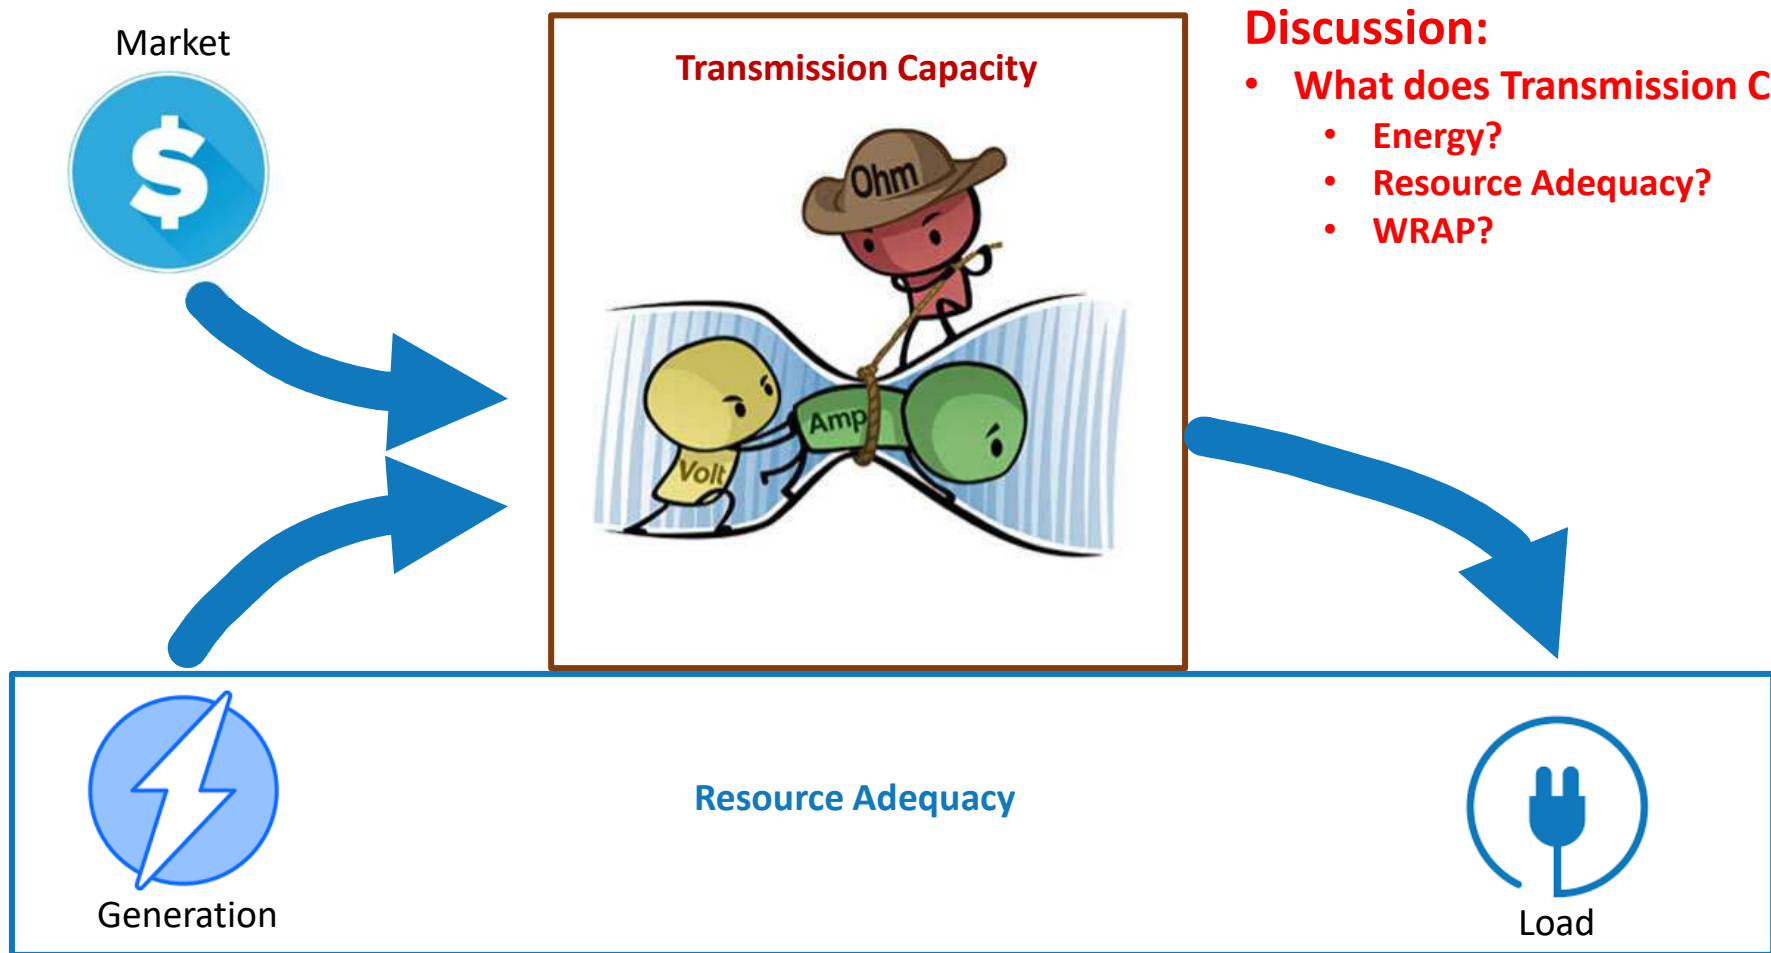 Market
$
Transmission Capacity
Ohm
Volt
Amp
Discussion:
• What does Transmission C
• Energy?
• Resource Adequacy?
• WRAP?
Resource Adequacy
Generation
Load